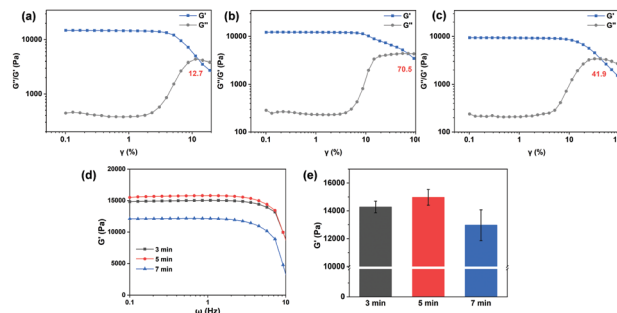 (a)
G'
G''
G''/G' (Pa)
10000
1000
12.7
0.1
1
10
γ (%)
(b)
G'
G''
G''/G' (Pa)
10000
1000
100
70.5
0.1
1
10
100
γ (%)
(c)
G'
G''
G''/G' (Pa)
10000
1000
100
41.9
0.1
1
10
100
γ (%)
(d)
G' (Pa)
20000
15000
10000
5000
0
3 min
5 min
7 min
0.1
1
10
ω (Hz)
(e)
G' (Pa)
16000
14000
12000
10000
0
3 min
5 min
7 min